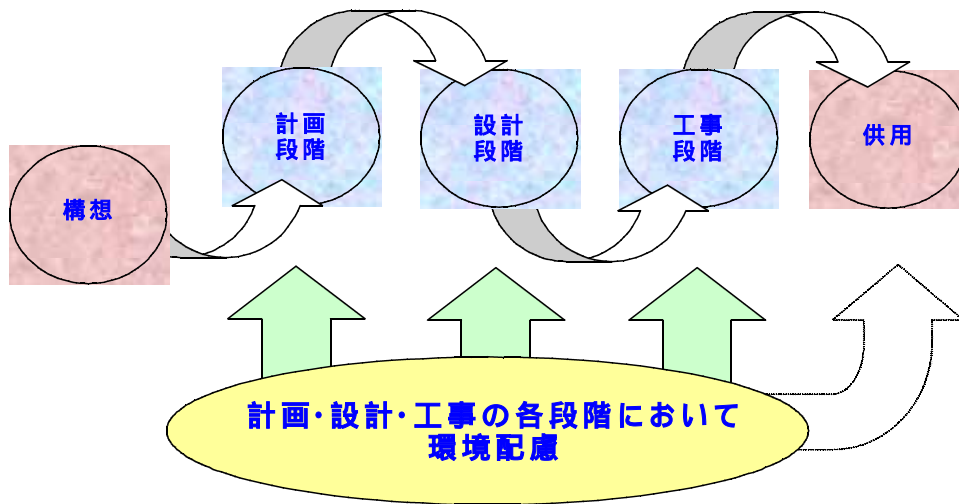 構想
計画
段階
設計
段階
工事
段階
供用
計画・設計・工事の各段階において
環境配慮